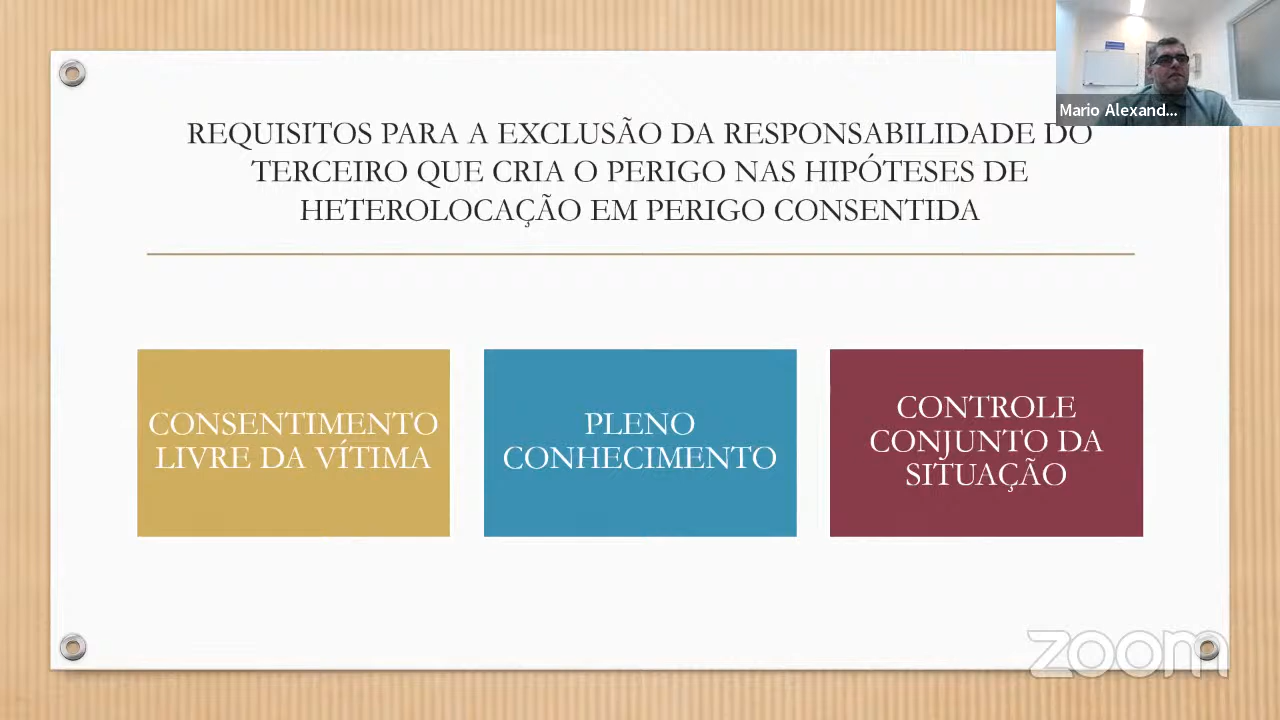 Mario Alexand...
REQUISITOS PARA A EXCLUSÃO DA RESPONSABILIDADE DO
TERCEIRO QUE CRIA O PERIGO NAS HIPÓTESES DE
HETEROLOCAÇÃO EM PERIGO CONSENTIDA
CONSENTIMENTO
LIVRE DA VÍTIMA
PLENO
CONHECIMENTO
CONTROLE
CONJUNTO DA
SITUAÇÃO
zoom